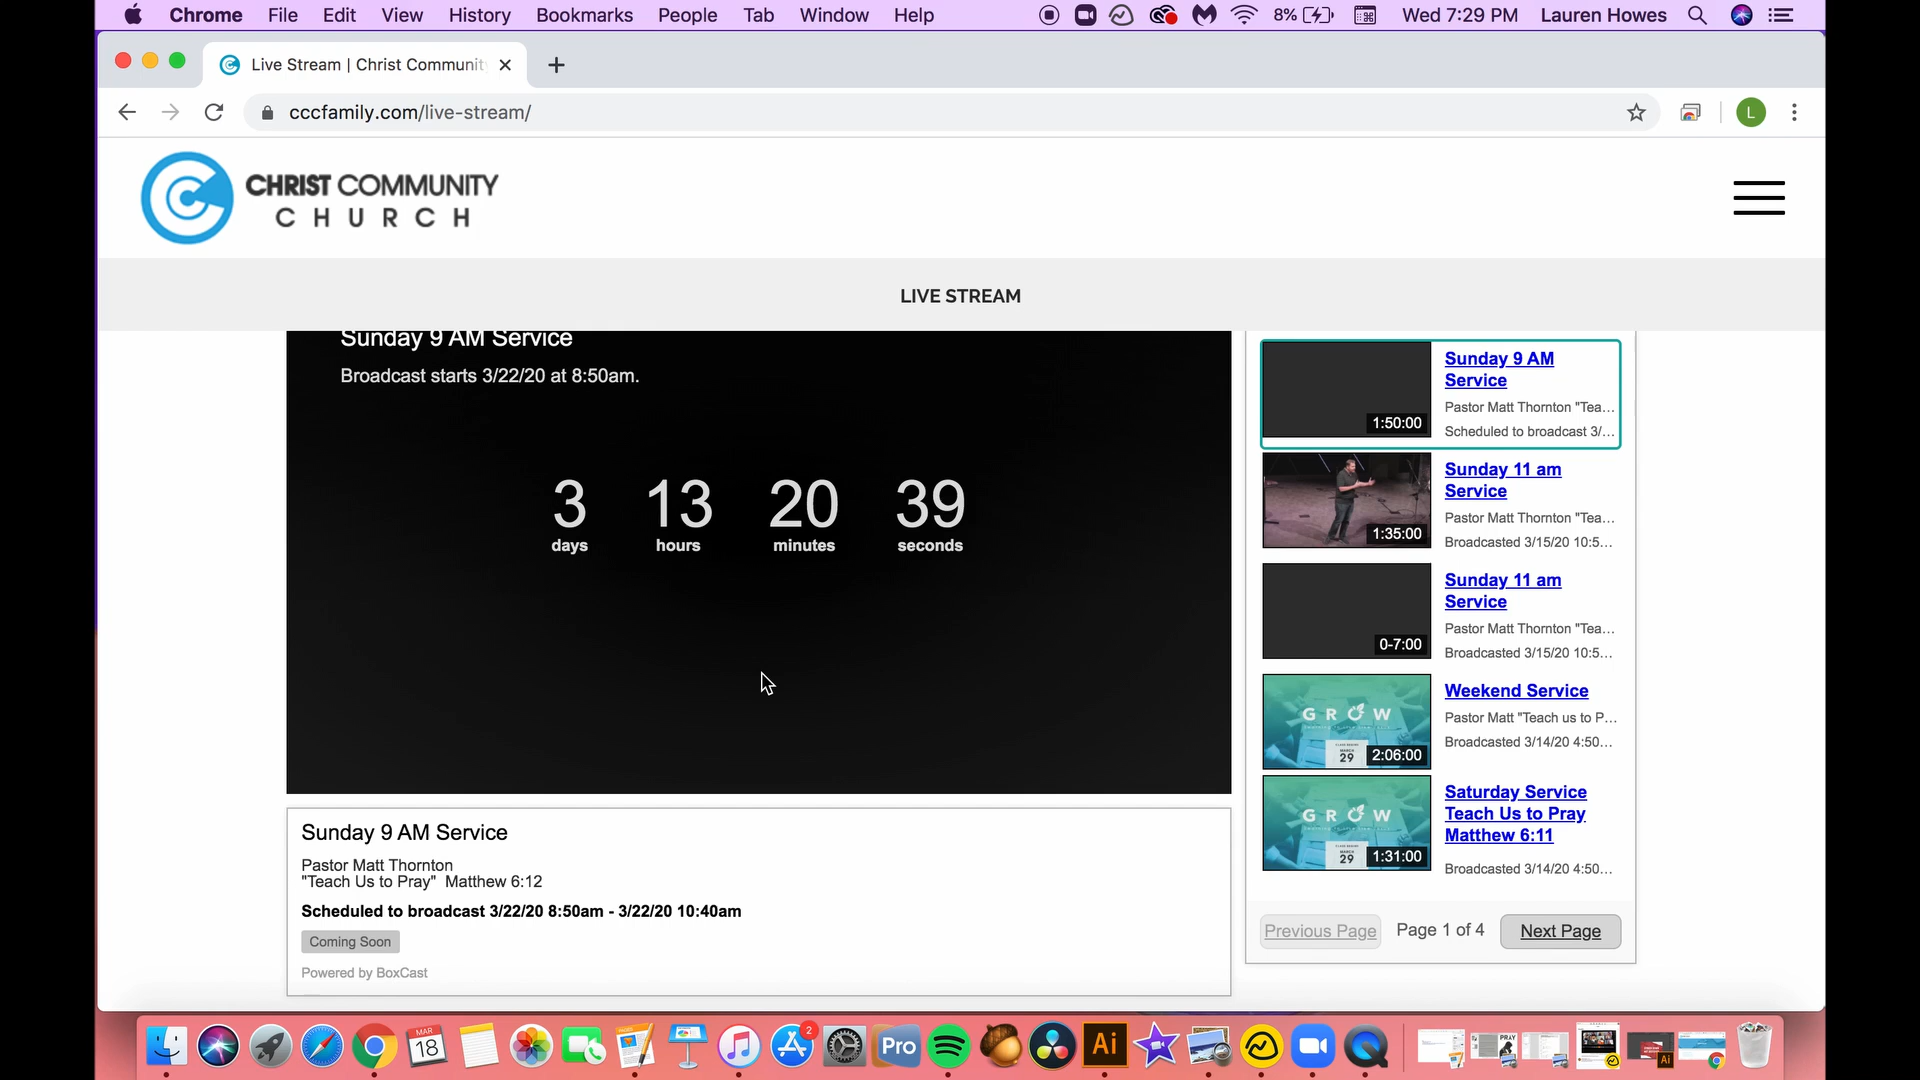 Chrome File Edit View History Bookmarks People Tab Window Help 8% Wed 7:29 PM Lauren Howes
Live Stream | Christ Communit
cccfamily.com/live-stream/
L
CHRIST COMMUNITY
CHURCH
LIVE STREAM
Sunday 9 AM Service
Broadcast starts 3/22/20 at 8:50am.
3 13 20 39
days hours minutes seconds
Sunday 9 AM Service
Pastor Matt Thornton
"Teach Us to Pray" Matthew 6:12
Scheduled to broadcast 3/22/20 8:50am - 3/22/20 10:40am
Coming Soon
Powered by BoxCast
Sunday 9 AM
Service
Pastor Matt Thornton "Tea...
Scheduled to broadcast 3/...
1:50:00
Sunday 11 am
Service
Pastor Matt Thornton "Tea...
Broadcasted 3/15/20 10:5...
1:35:00
Sunday 11 am
Service
Pastor Matt Thornton "Tea...
Broadcasted 3/15/20 10:5...
0-7:00
Weekend Service
Pastor Matt "Teach us to P...
Broadcasted 3/14/20 4:50...
GROW
MARCH
29
2:06:00
Saturday Service
Teach Us to Pray
Matthew 6:11
Broadcasted 3/14/20 4:50...
GROW
MARCH
29
1:31:00
Previous Page Page 1 of 4 Next Page
MAR
18
2
Pro
Ai
PRAY
Ai